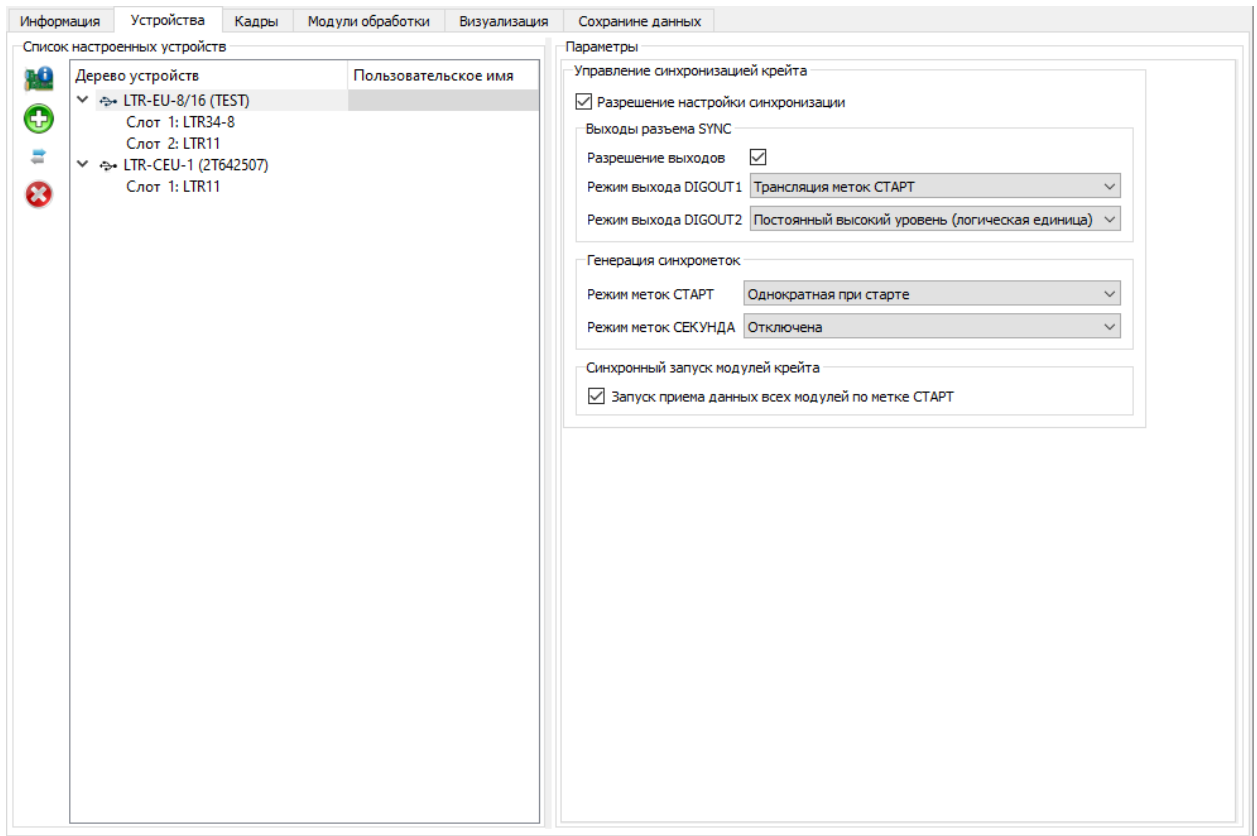 Информация Устройства Кадры Модули обработки Визуализация Сохранине данных
Список настроенных устройств
Дерево устройств Пользовательское имя
LTR-EU-8/16 (TEST)
Слот 1: LTR34-8
Слот 2: LTR11
LTR-CEU-1 (2T642507)
Слот 1: LTR11
Параметры
Управление синхронизацией крейта
Разрешение настройки синхронизации
Выходы разъема SYNC
Разрешение выходов
Режим выхода DIGOUT1 Трансляция меток СТАРТ
Режим выхода DIGOUT2 Постоянный высокий уровень (логическая единица)
Генерация синхрометок
Режим меток СТАРТ Однократная при старте
Режим меток СЕКУНДА Отключена
Синхронный запуск модулей крейта
Запуск приема данных всех модулей по метке СТАРТ